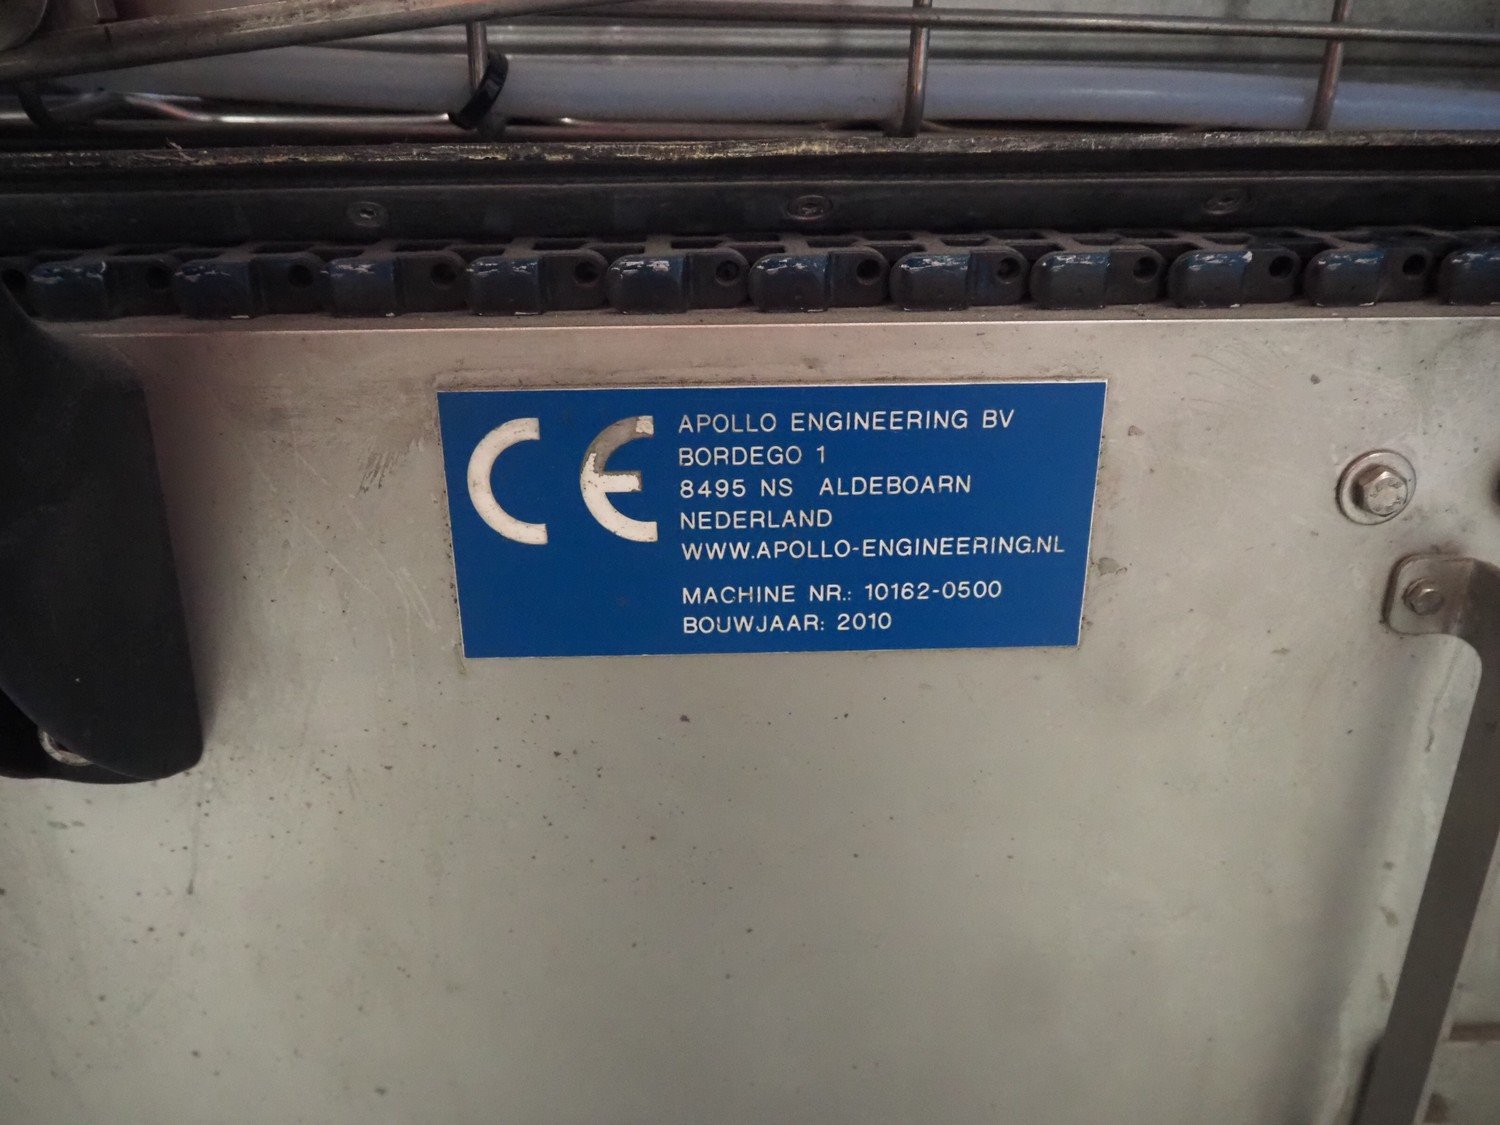 CE
APOLLO ENGINEERING BV
BORDEGO 1
8495 NS ALDEBOARN
NEDERLAND
WWW.APOLLO-ENGINEERING.NL
MACHINE NR.: 10162-0500
BOUWJAAR: 2010